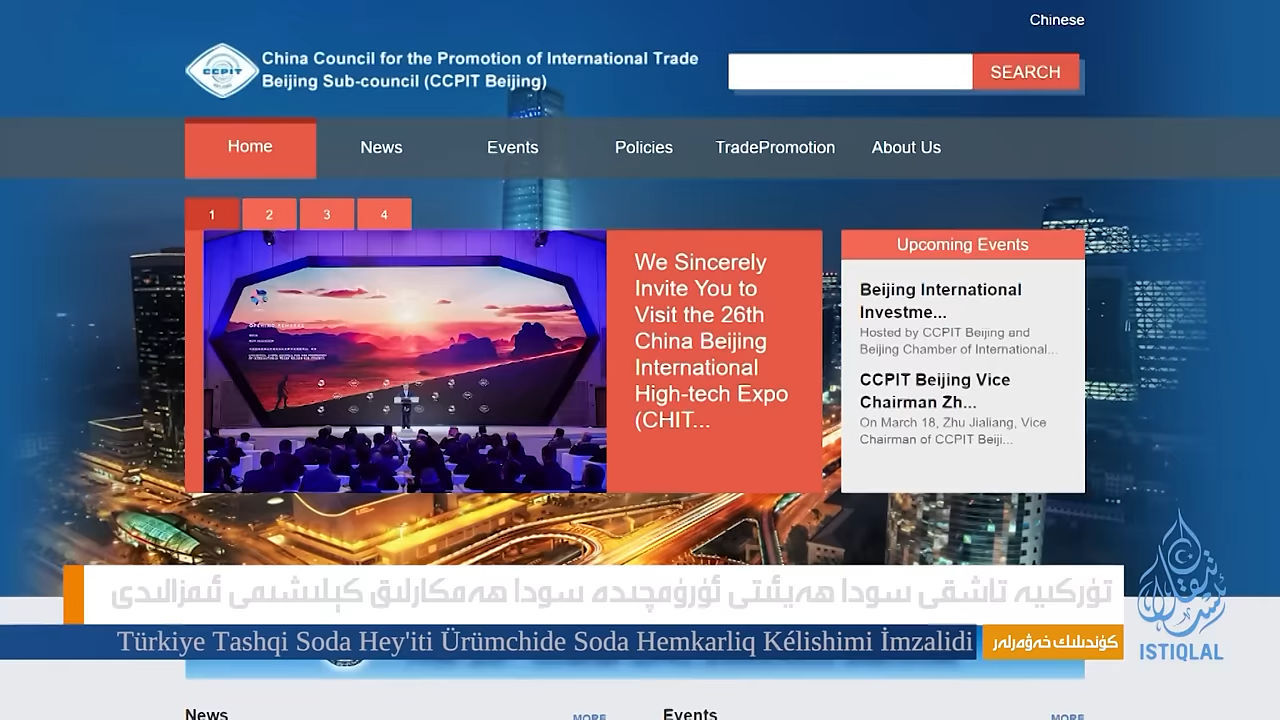 Chinese
CCPIT
China Council for the Promotion of International Trade
Beijing Sub-council (CCPIT Beijing)
SEARCH
Home
News
Events
Policies
TradePromotion
About Us
1
2
3
4
We Sincerely
Invite You to
Visit the 26th
China Beijing
International
High-tech Expo
(CHIT...
Upcoming Events
Beijing International
Investme...
Hosted by CCPIT Beijing and
Beijing Chamber of International...
CCPIT Beijing Vice
Chairman Zh...
On March 18, Zhu Jialiang, Vice
Chairman of CCPIT Beiji...
تۈركىيە تاشقى سودا ھەيئىتى ئۈرۈمچىدە سودا ھەمكارلىق كېلىشىمى ئىمزالىدى
Türkiye Tashqi Soda Hey'iti Ürümchide Soda Hemkarliq Kélishimi İmzalidi
كۈندىلىك خەۋەرلەر
ISTIQLAL
News
MORE
Events
MORE